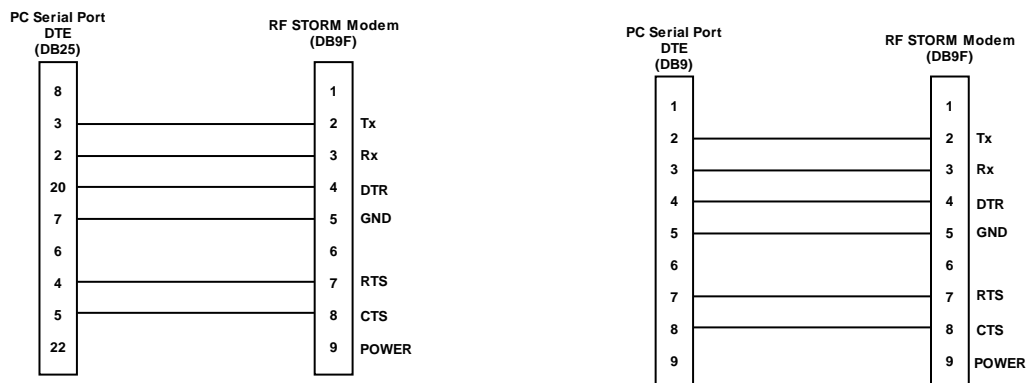 PC Serial Port
DTE
(DB25)
RF STORM Modem
(DB9F)
8 1
3 2 Tx
2 3 Rx
20 4 DTR
7 5 GND
6 6
4 7 RTS
5 8 CTS
22 9 POWER
PC Serial Port
DTE
(DB9)
RF STORM Modem
(DB9F)
1 1
2 2 Tx
3 3 Rx
4 4 DTR
5 5 GND
6 6
7 7 RTS
8 8 CTS
9 9 POWER